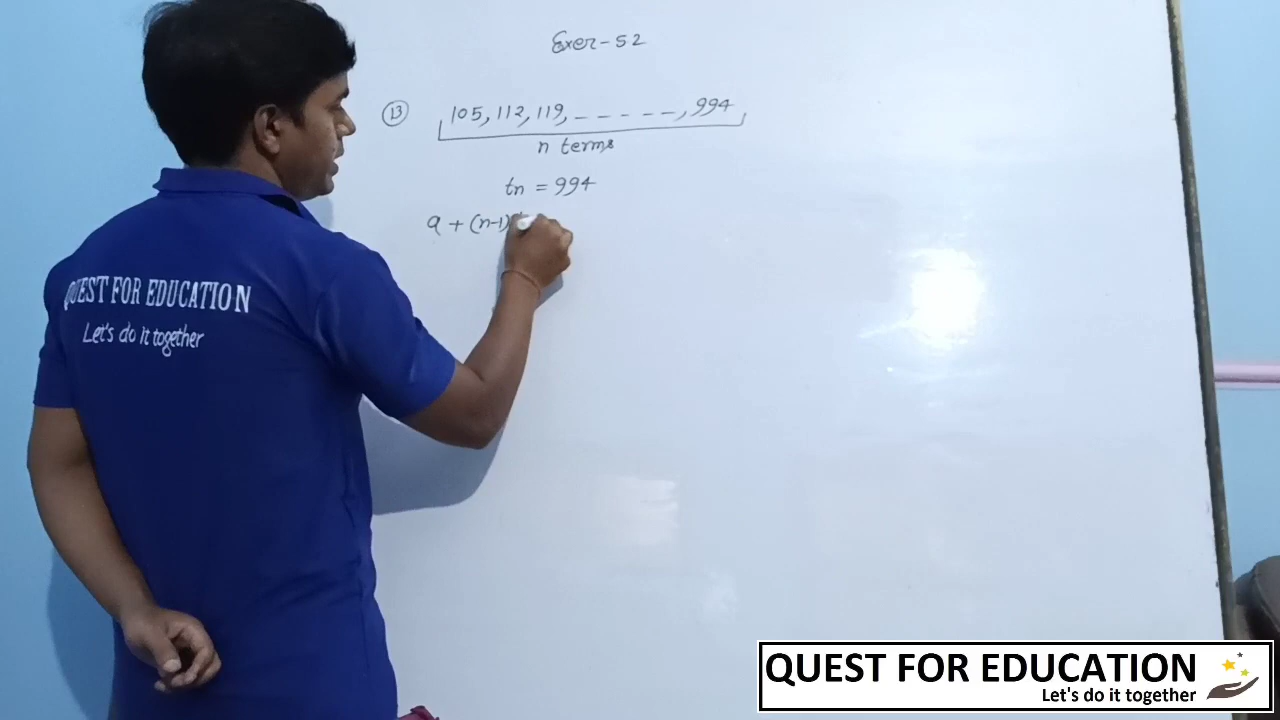 Exer-52
13 105, 112, 119, _ _ _ _ _, 994
n terms
tn = 994
a + (n-1)
QUEST FOR EDUCATION
Let's do it together
QUEST FOR EDUCATION
Let's do it together